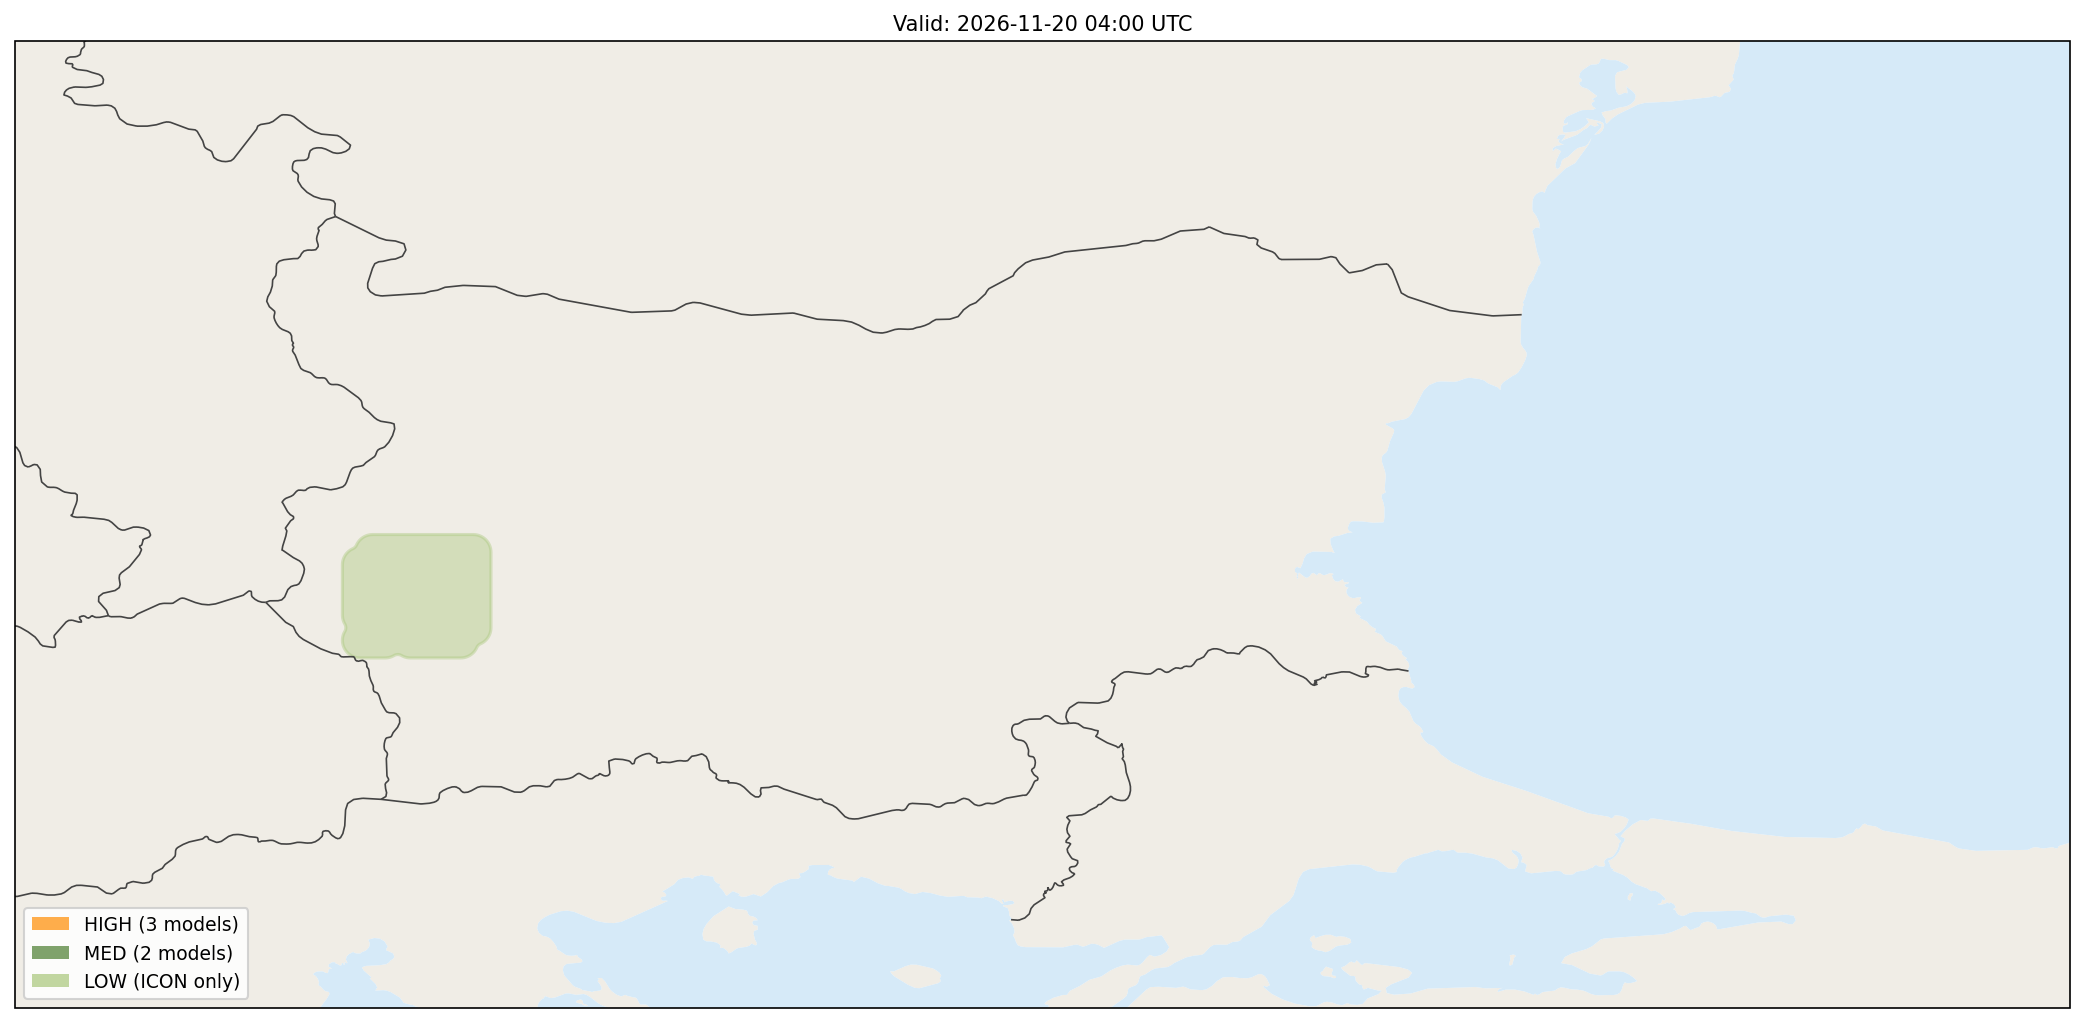 Valid: 2026-11-20 04:00 UTC
HIGH (3 models)
MED (2 models)
LOW (ICON only)